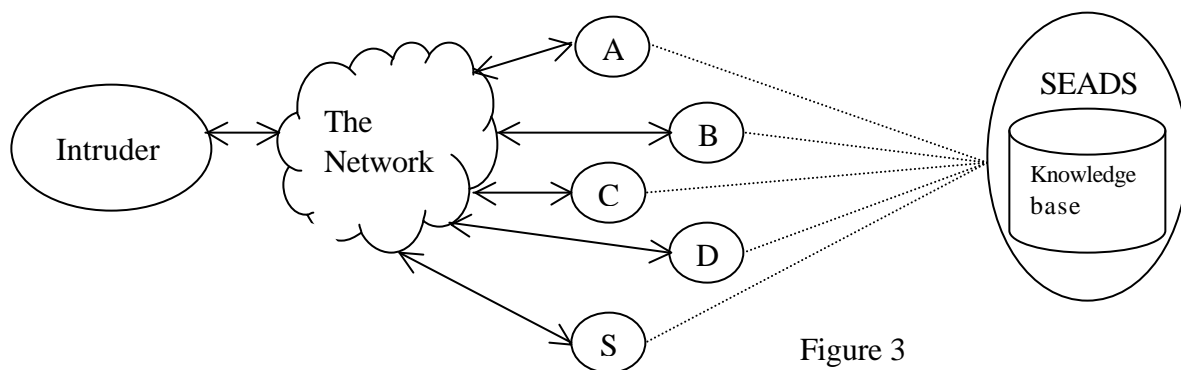 A
SEADS
The
Network
Intruder
B
Knowledge
base
C
D
S
Figure 3